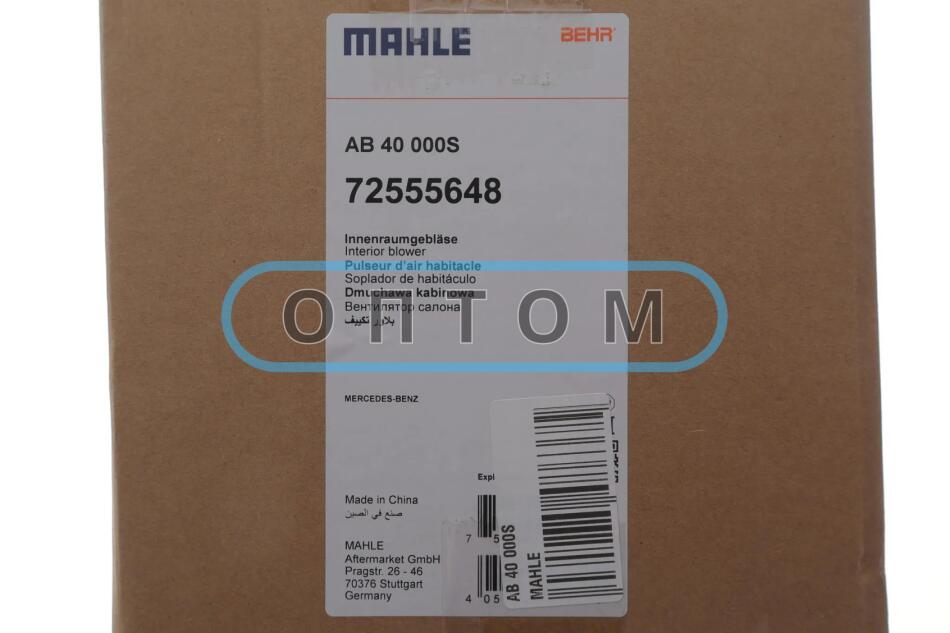 MAHLE BEHR
AB 40 000S
72555648
Innenraumgebläse
Interior blower
Pulseur d'air habitacle
Soplador de habitáculo
Dmuchawa kabinowa
Вентилятор салона
بلاور تكييف
ОПТОМ
MERCEDES-BENZ
Made in China
صنع في الصين
MAHLE
Aftermarket GmbH
Pragstr. 26 - 46
70376 Stuttgart
Germany
AB 40 000S
MAHLE